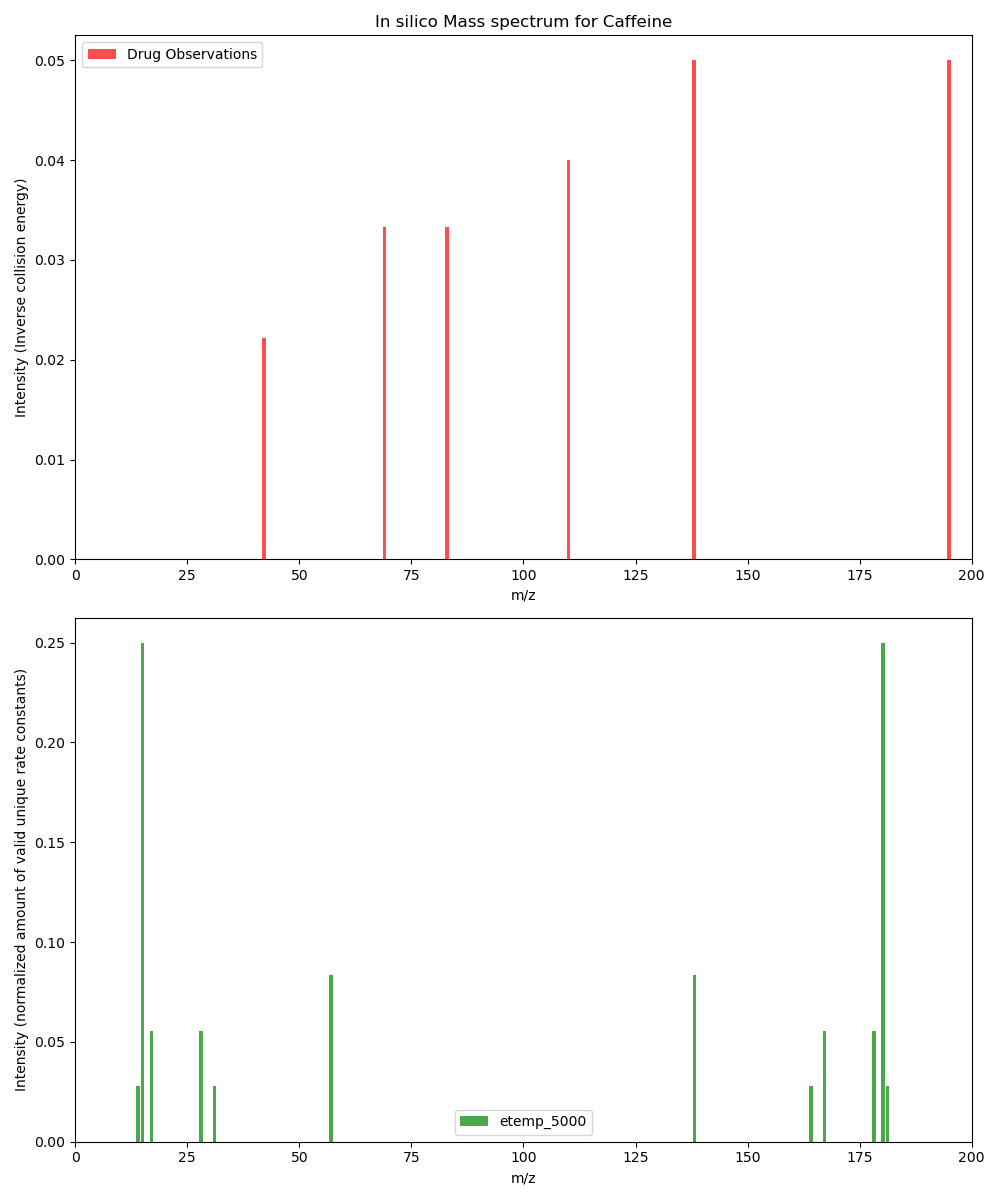 In silico Mass spectrum for Caffeine
Drug Observations
Intensity (Inverse collision energy)
0.05
0.04
0.03
0.02
0.01
0.00
0 25 50 75 100 125 150 175 200
m/z
Intensity (normalized amount of valid unique rate constants)
0.25
0.20
0.15
0.10
0.05
0.00
etemp_5000
0 25 50 75 100 125 150 175 200
m/z